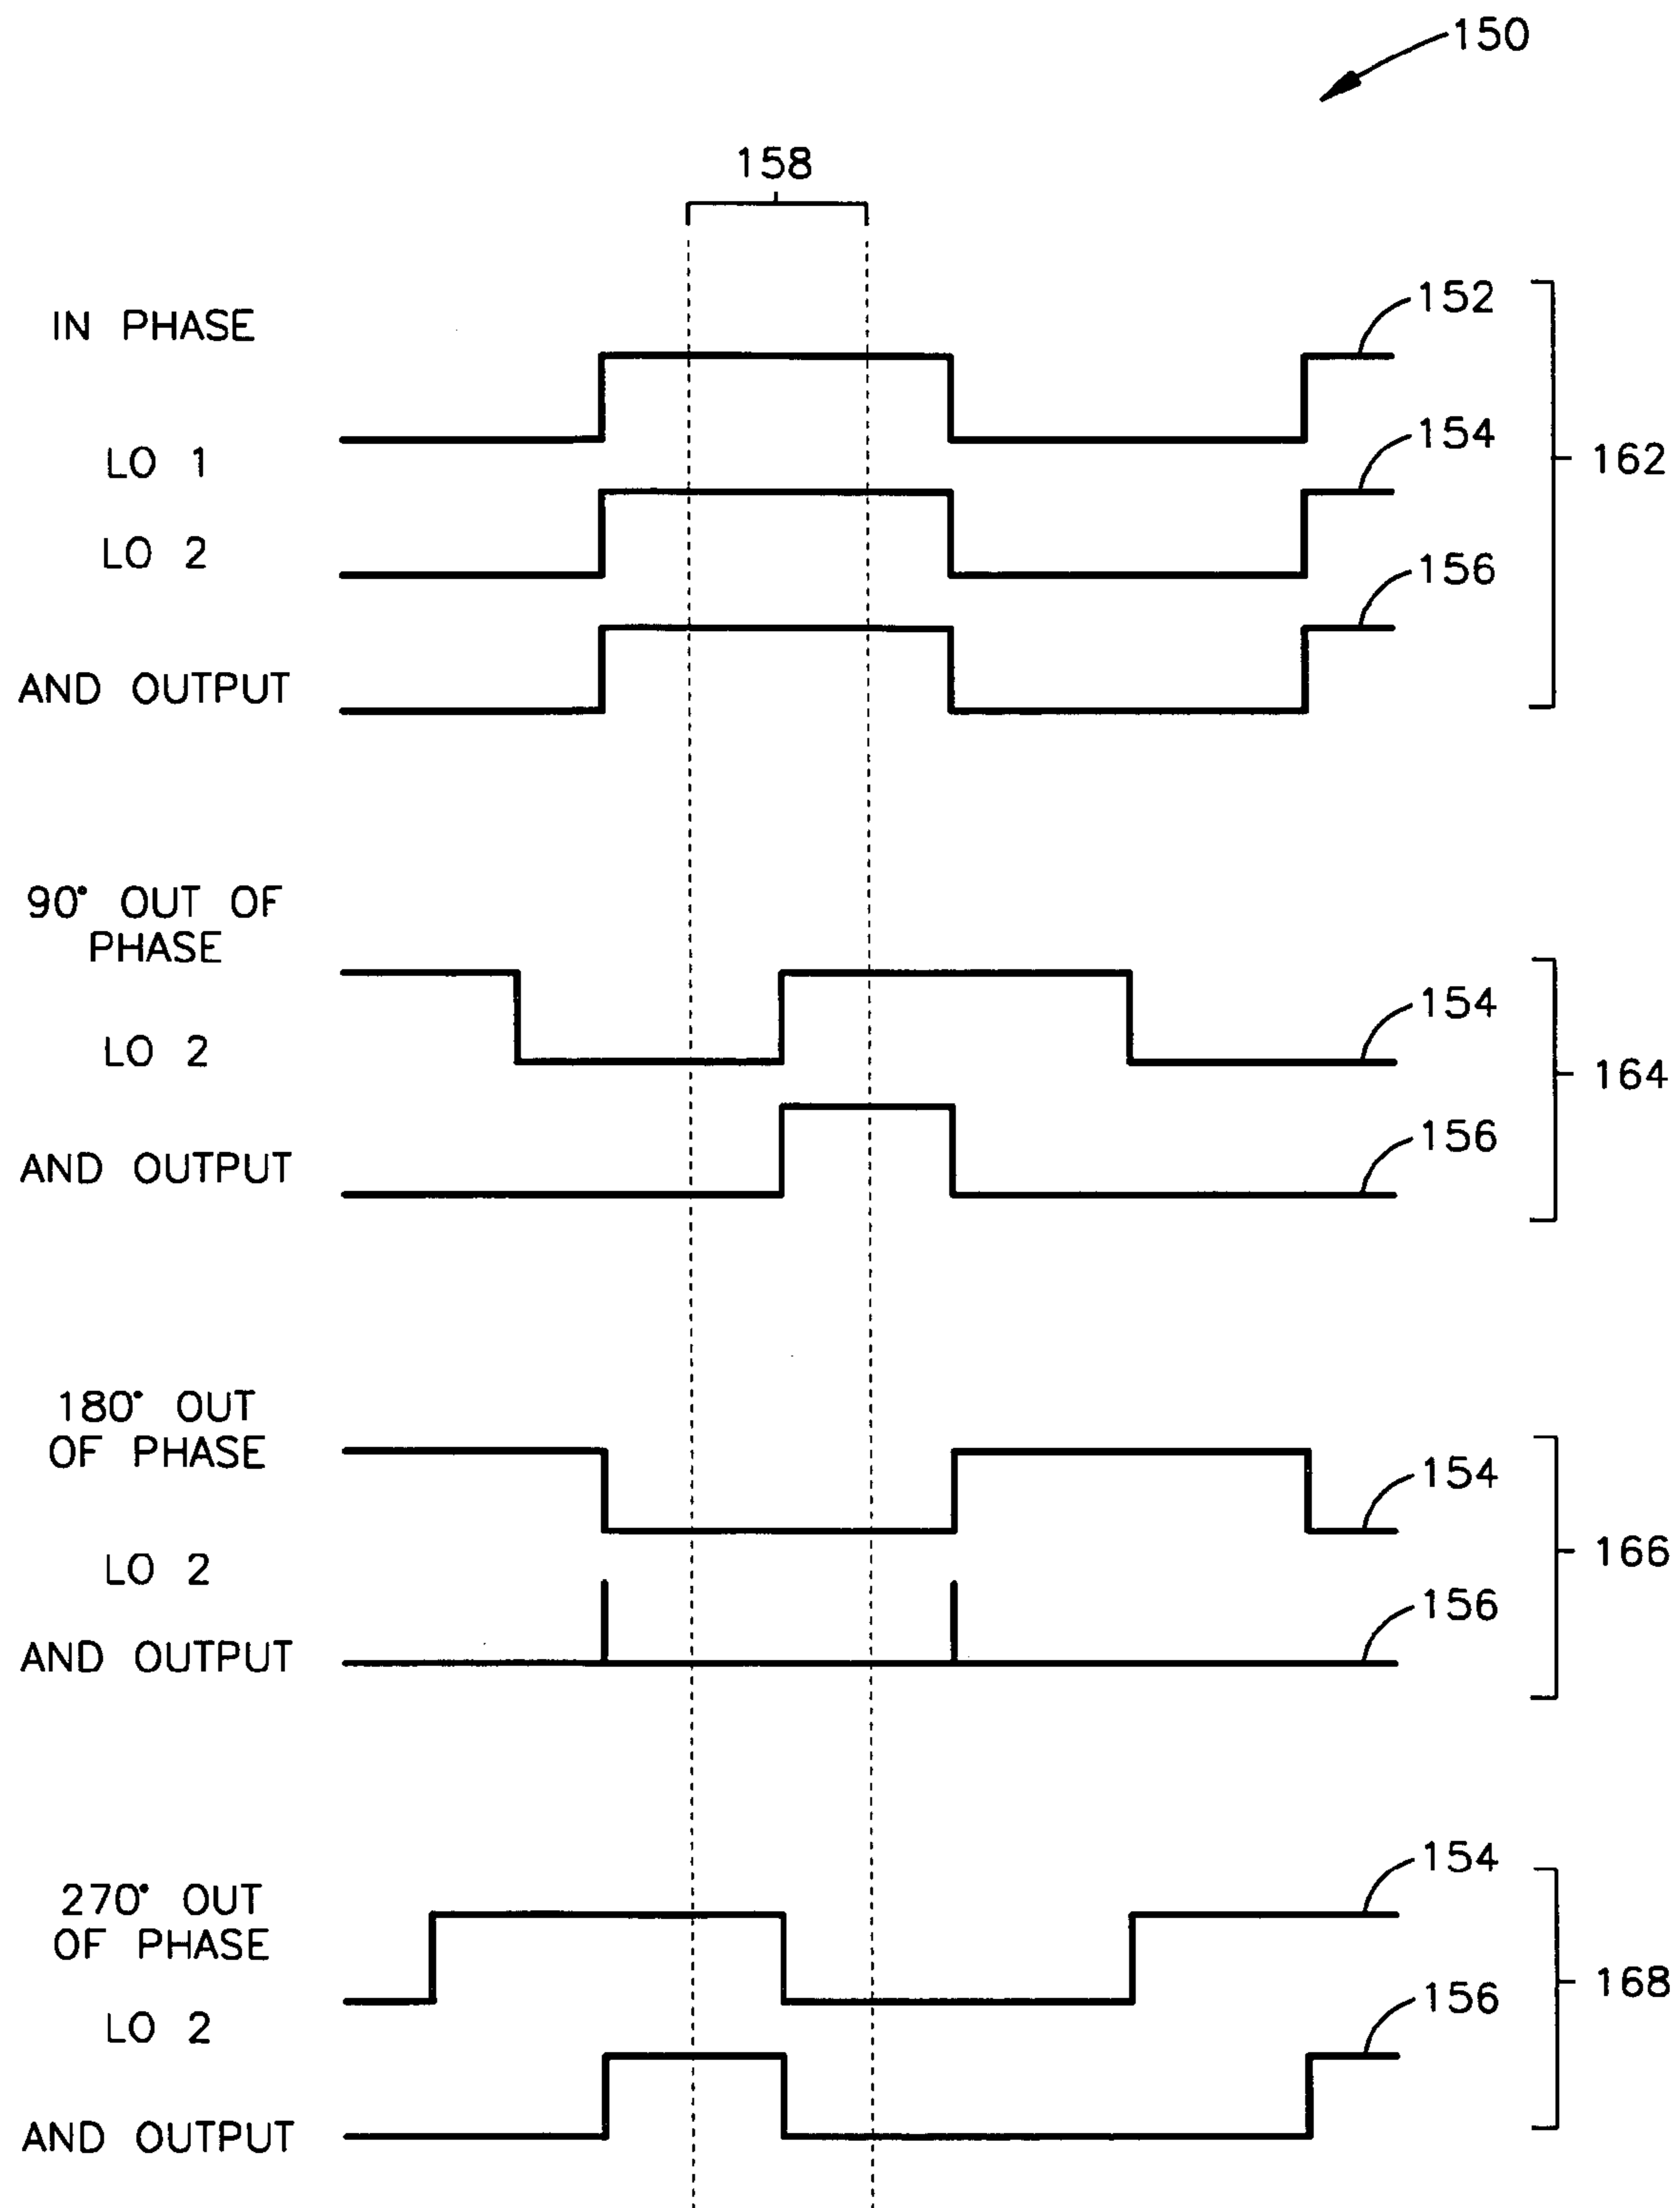 150
158
IN PHASE
152
LO 1
154
162
LO 2
156
AND OUTPUT
90° OUT OF
PHASE
154
LO 2
164
156
AND OUTPUT
180° OUT
OF PHASE
154
LO 2
166
156
AND OUTPUT
154
270° OUT
OF PHASE
168
156
LO 2
AND OUTPUT